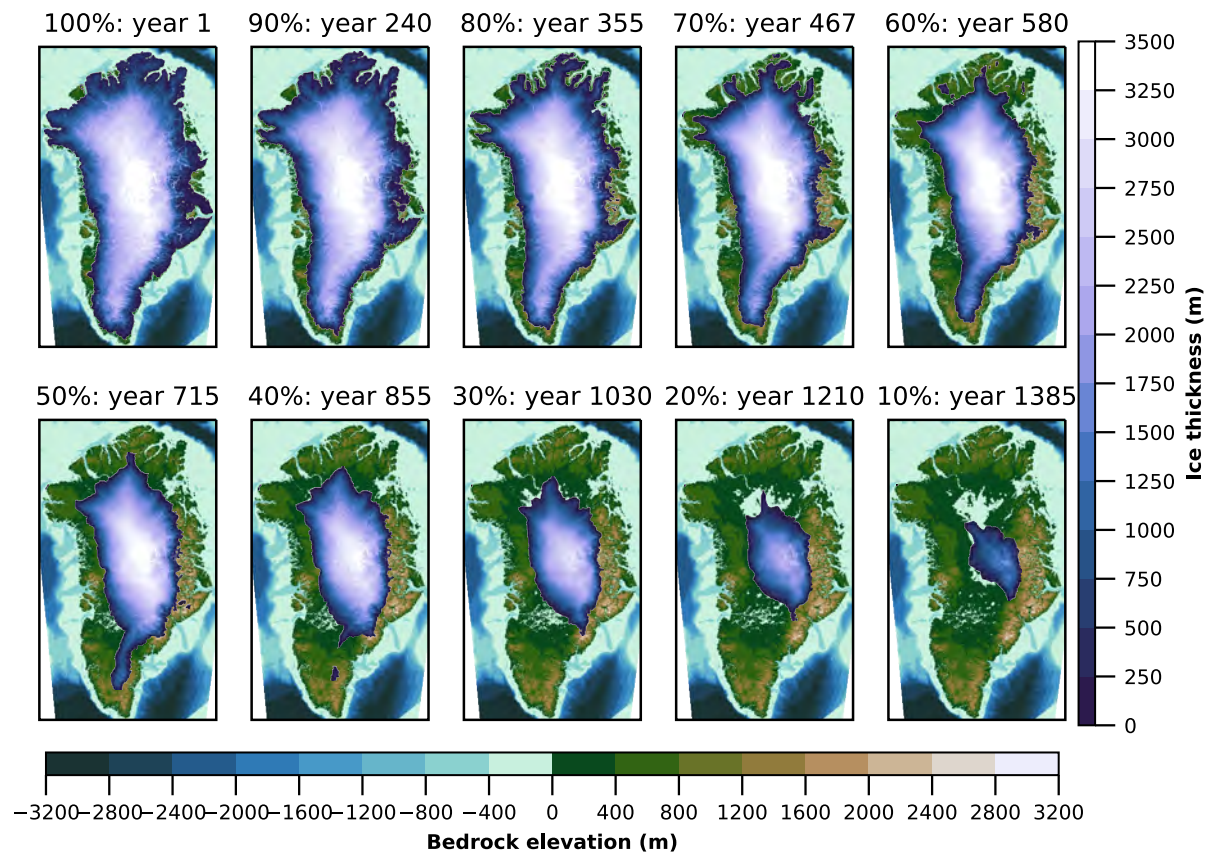 100%: year 1
90%: year 240
80%: year 355
70%: year 467
60%: year 580
50%: year 715
40%: year 855
30%: year 1030
20%: year 1210
10%: year 1385
3500
3250
3000
2750
2500
2250
2000
1750
1500
1250
1000
750
500
250
0
Ice thickness (m)
−3200 −2800 −2400 −2000 −1600 −1200 −800 −400 0 400 800 1200 1600 2000 2400 2800 3200
Bedrock elevation (m)